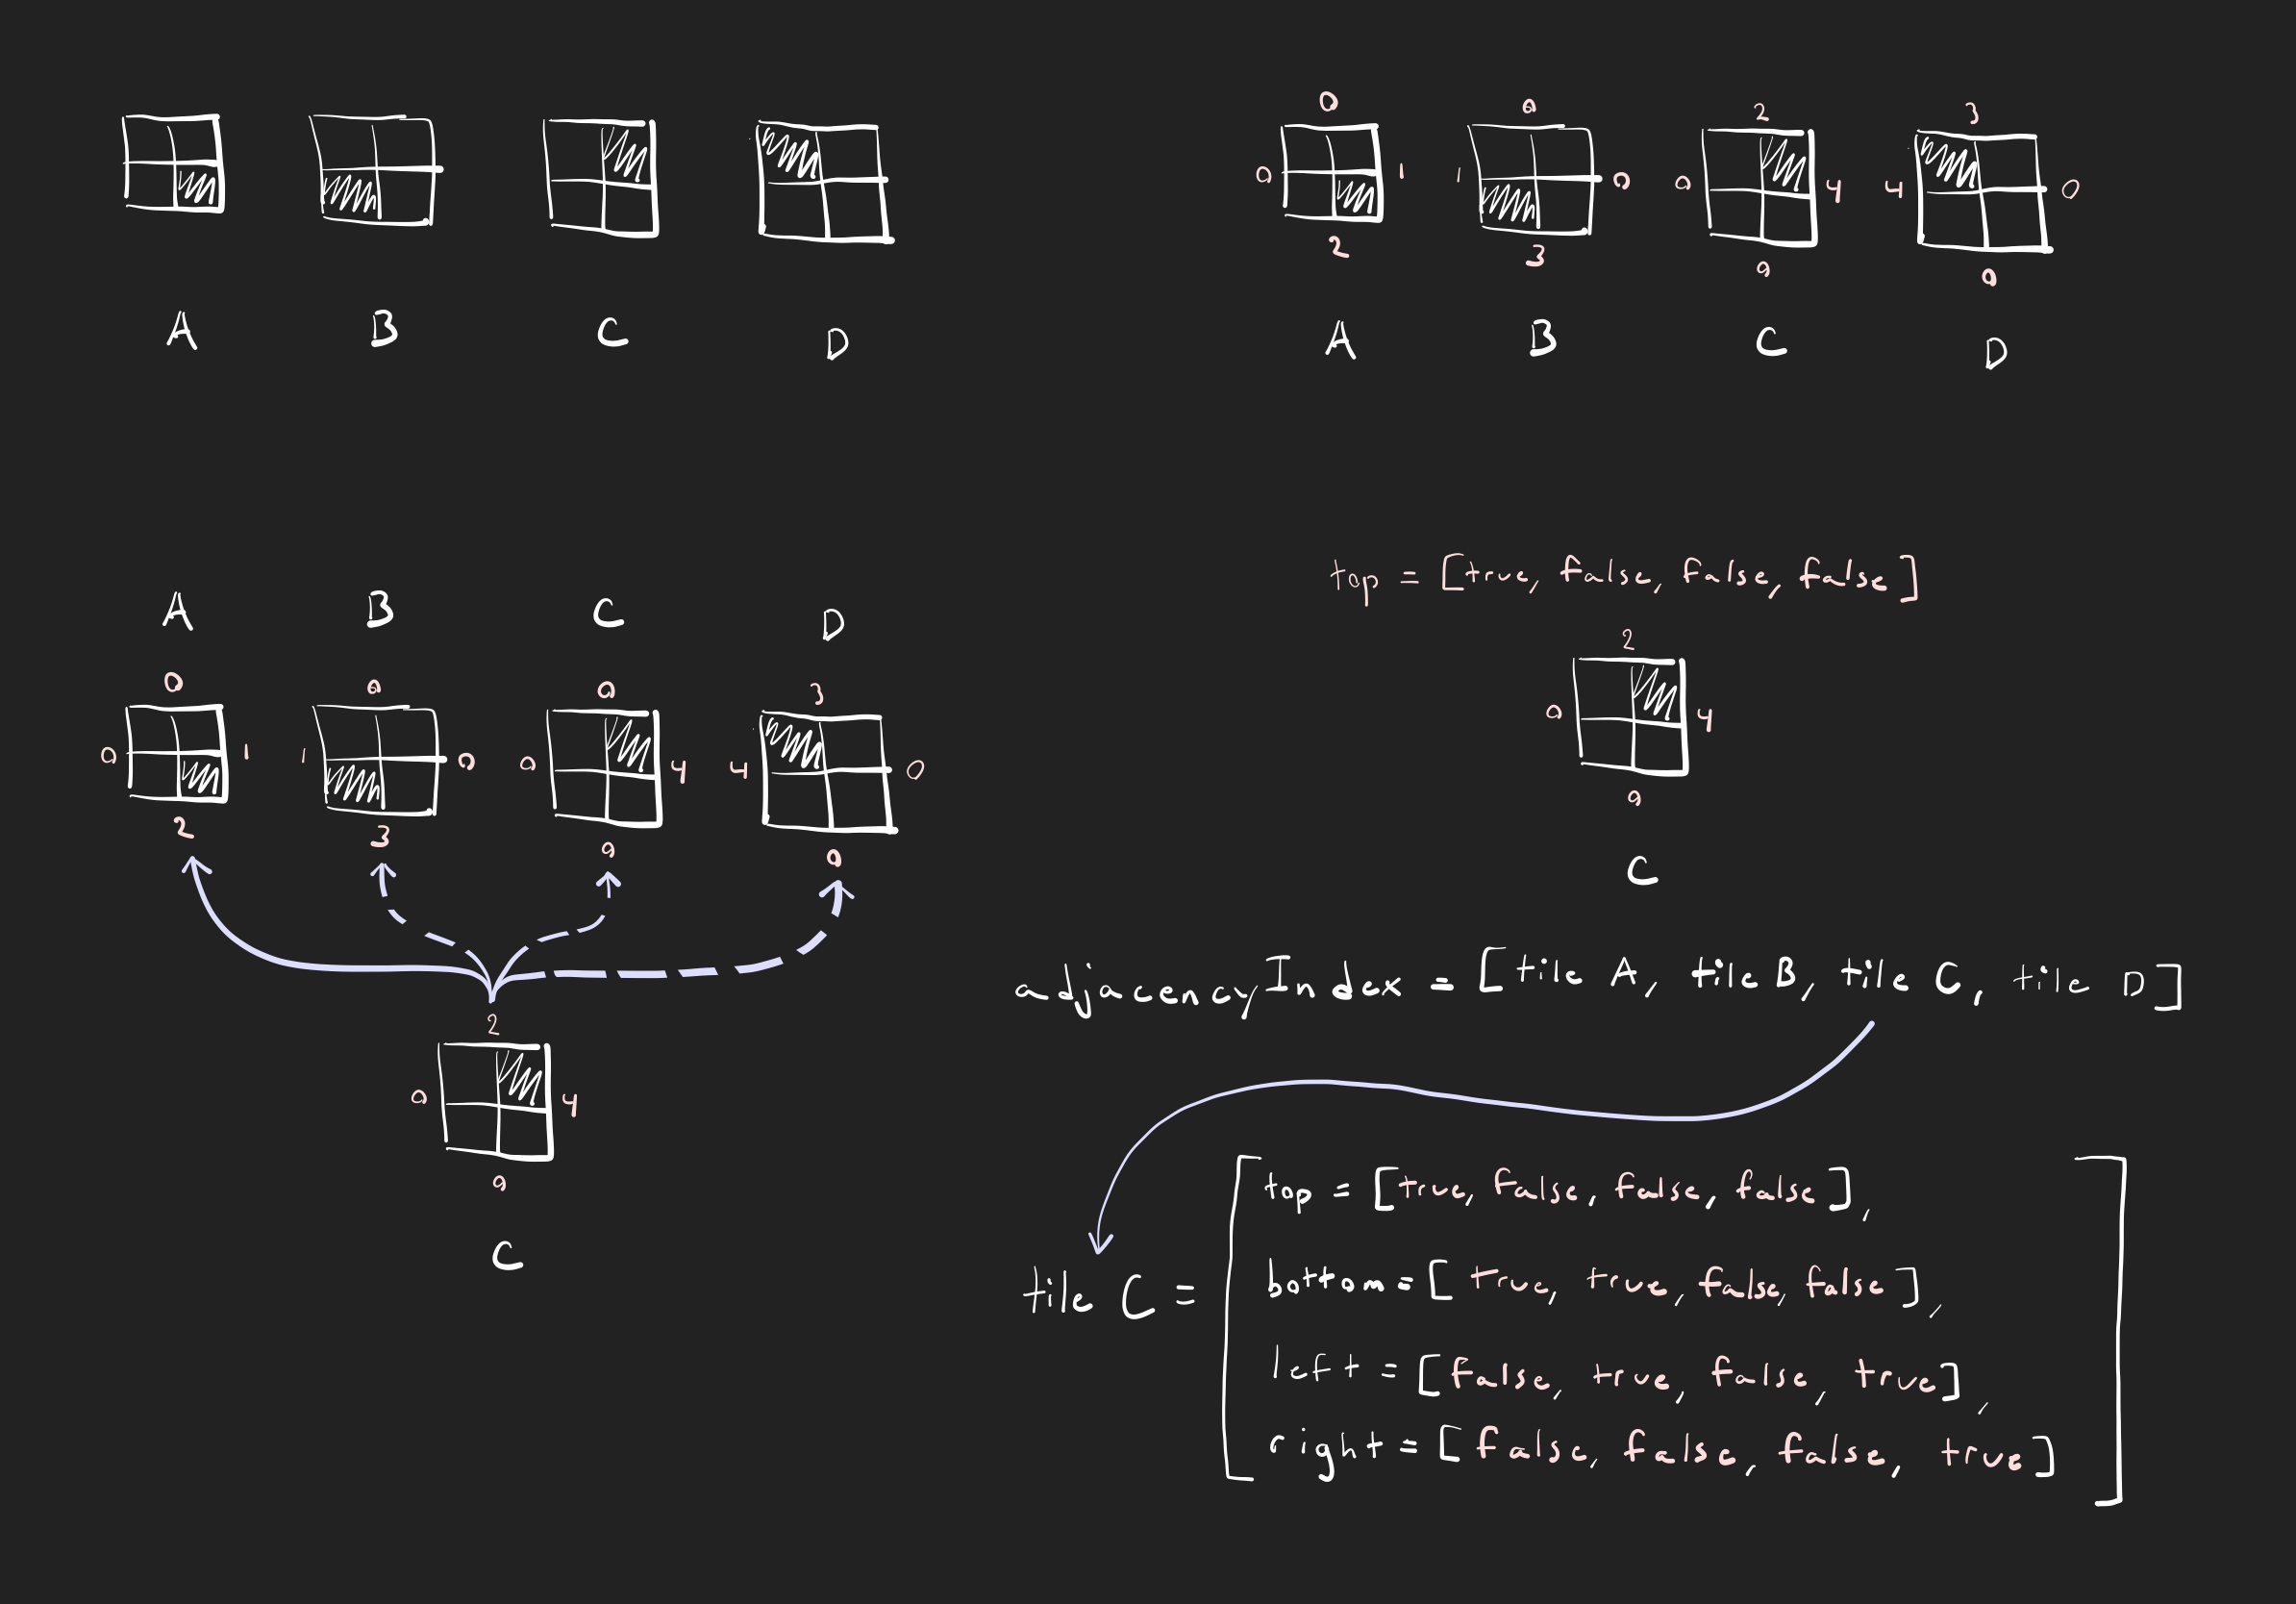 0 0 2 3
0 1 1 0 0 4 4 0
2 3 0 0
A B C D
A B C D
top = [true, false, false, false]
A B C D
2
0 0 0 3
0 4
0 1 1 0 0 4 4 0
0
2 3 0 0
C
adjacencyIndex = [tile A, tile B, tile C, tile D]
2
0 4
0
C
top = [true, false, false, false],
bottom = [true, true, false, false],
tile C =
left = [false, true, false, true],
right = [false, false, false, true]